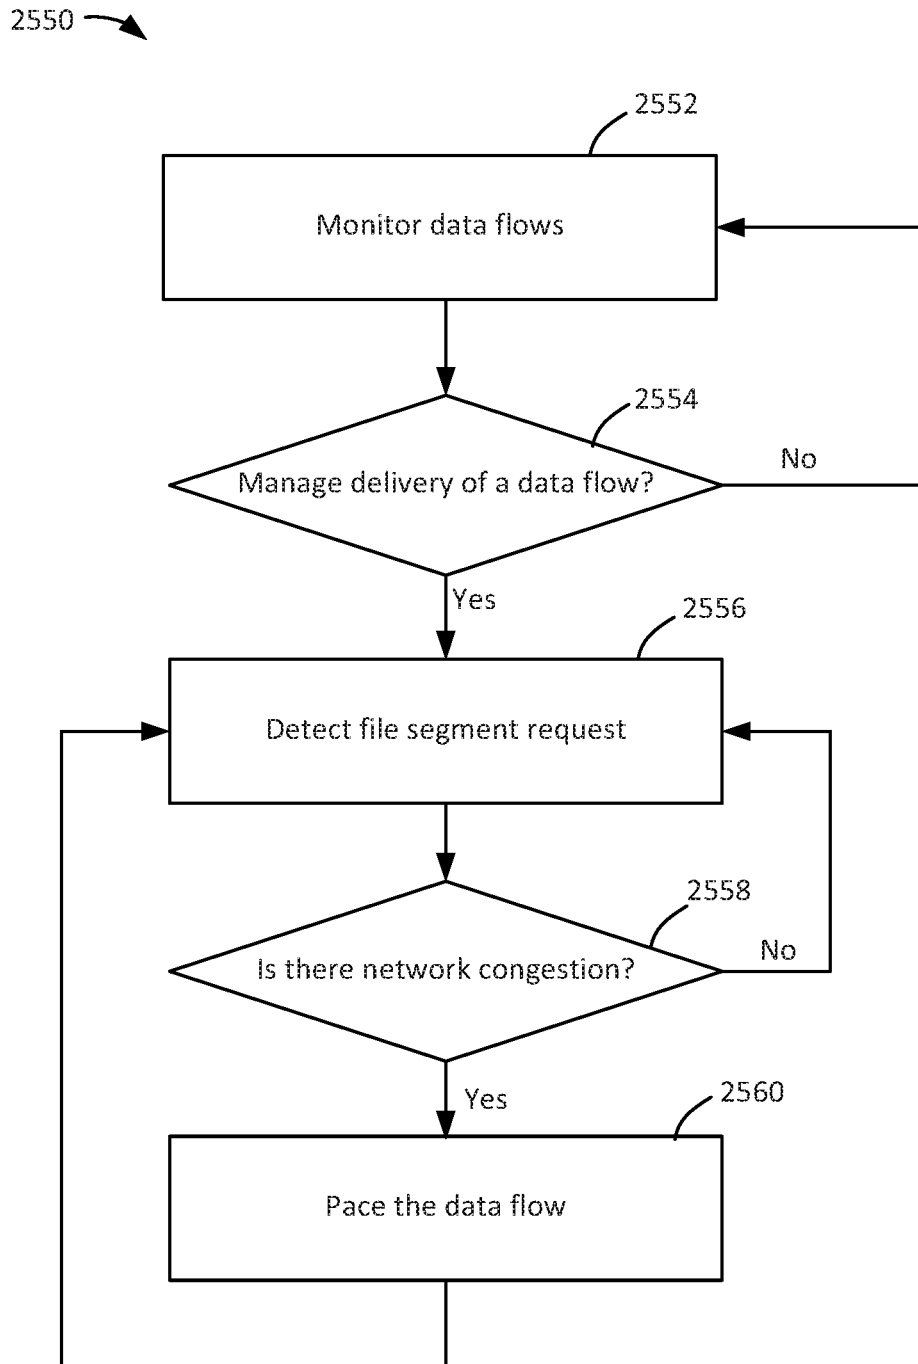 2550
2552
Monitor data flows
2554
Manage delivery of a data flow?
No
Yes
2556
Detect file segment request
2558
Is there network congestion?
No
Yes
2560
Pace the data flow